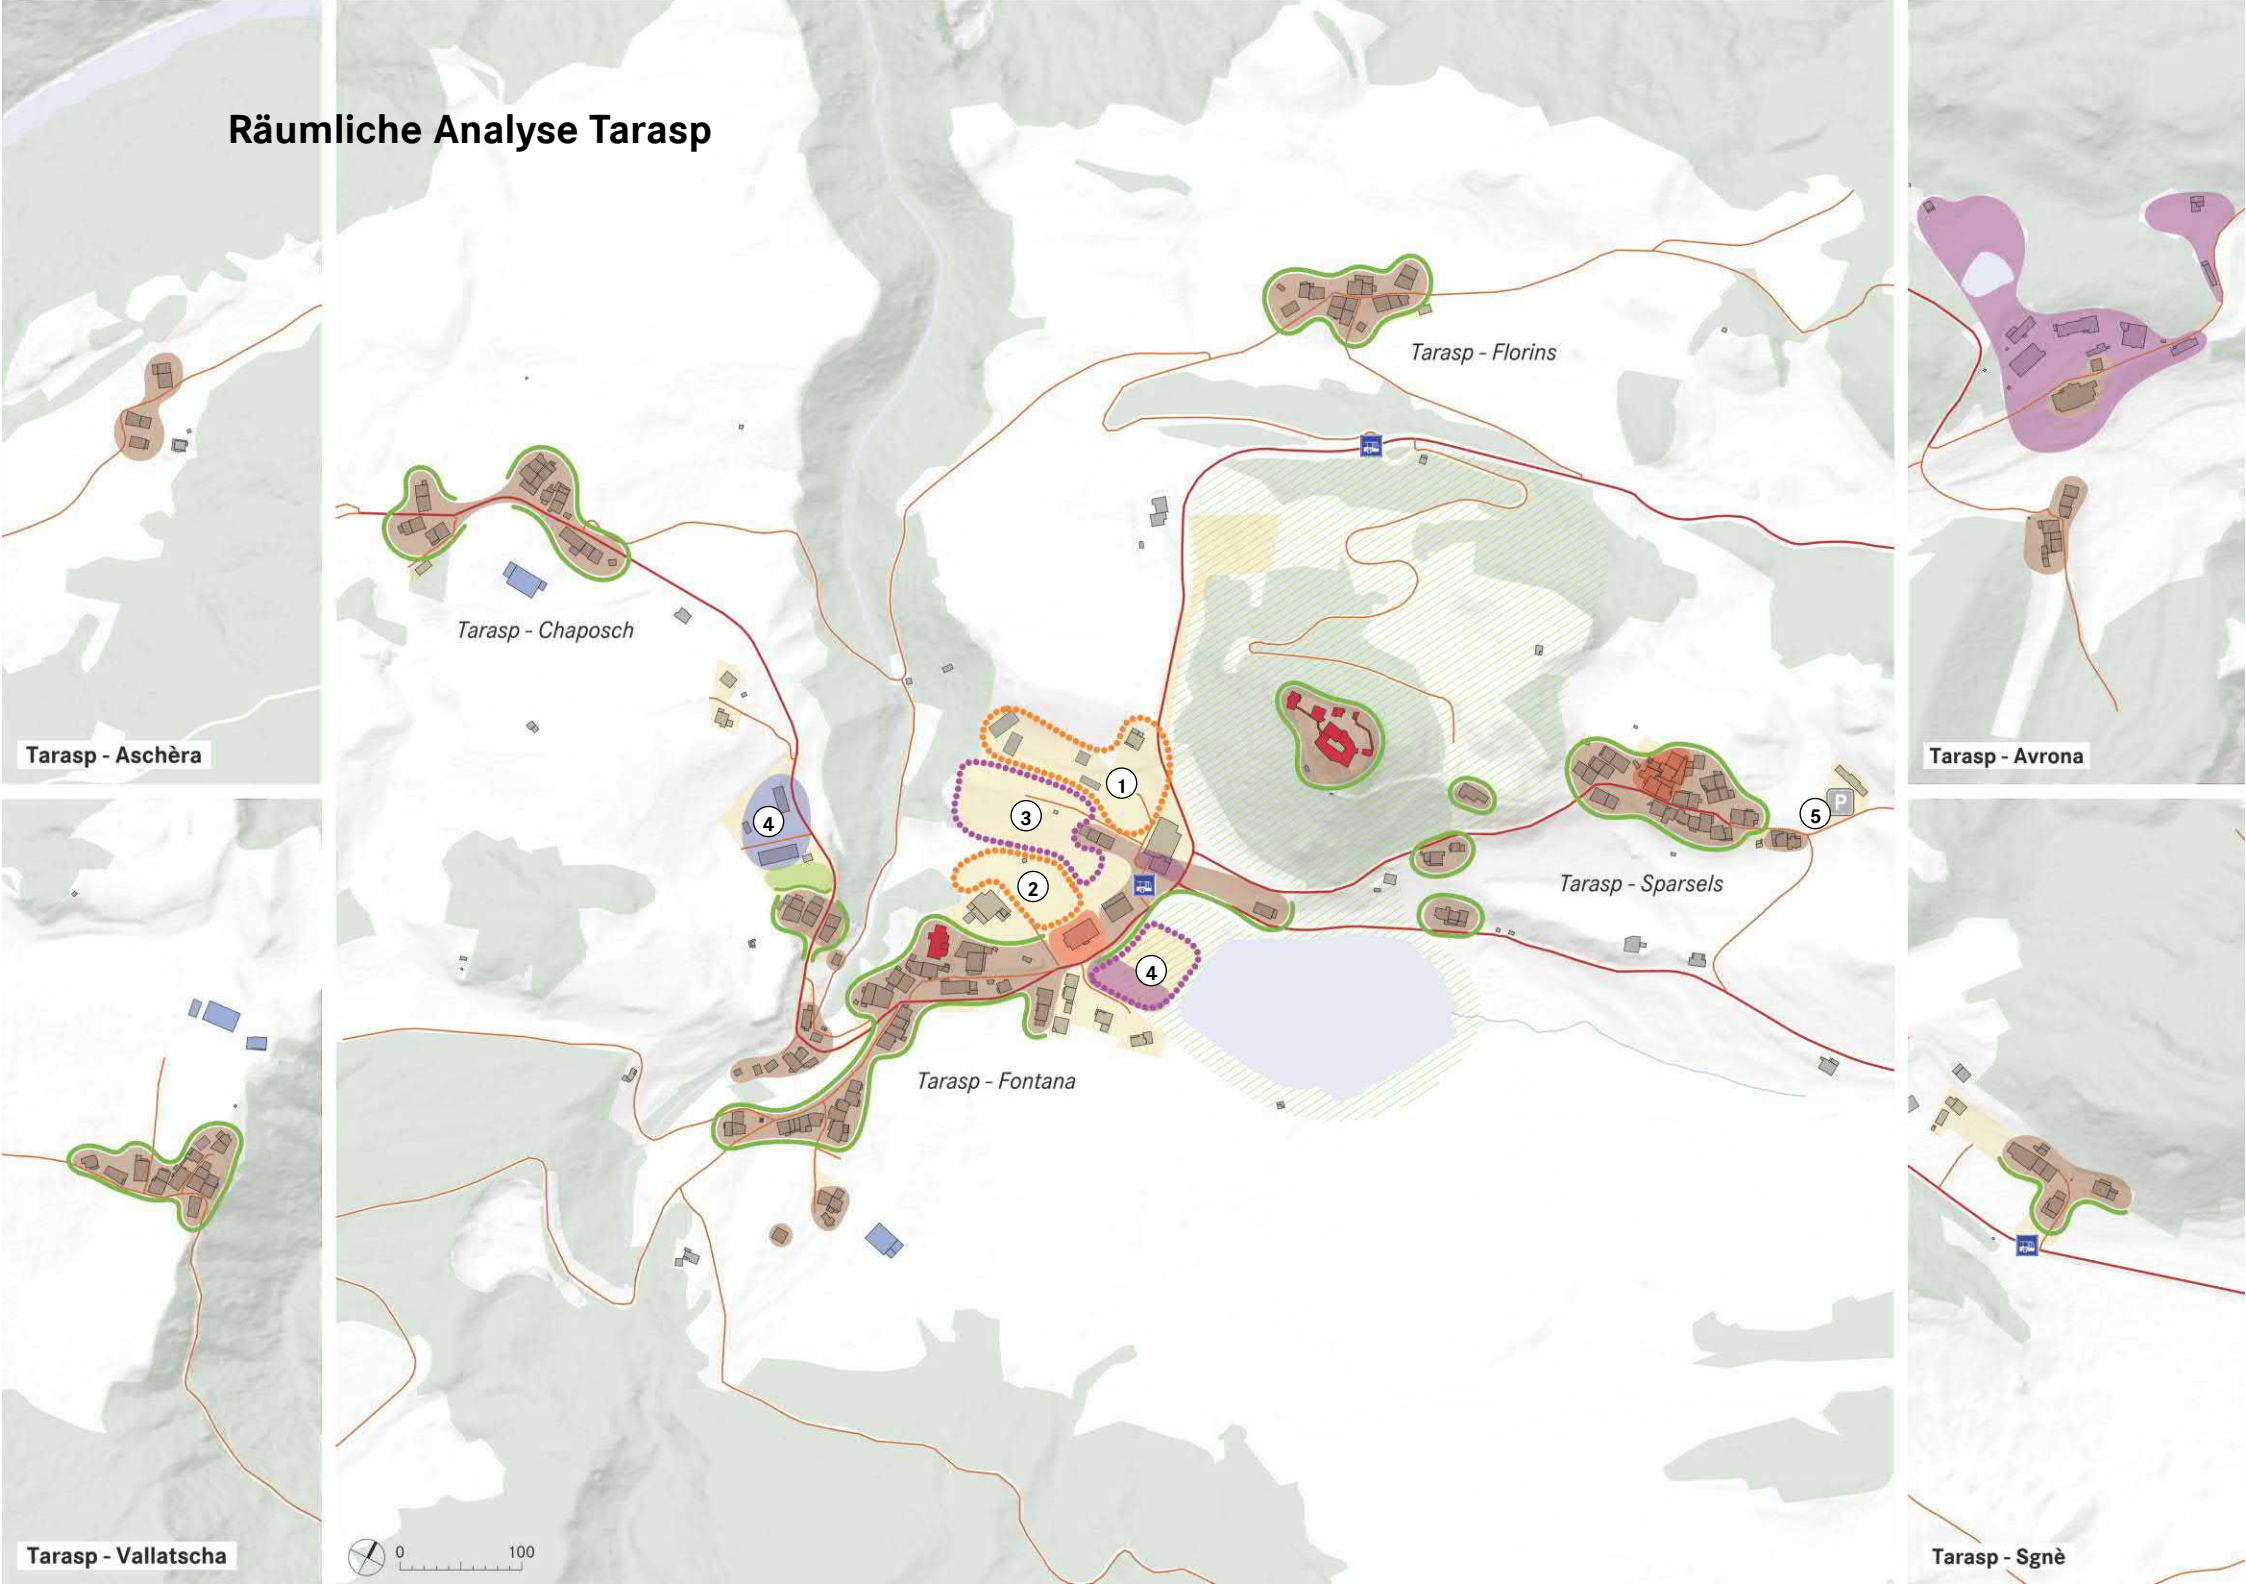 Räumliche Analyse Tarasp
Tarasp - Florins
Tarasp - Chaposch
Tarasp - Aschèra
Tarasp - Avrona
1
3
4
5
P
2
Tarasp - Sparsels
4
Tarasp - Fontana
Tarasp - Vallatscha
0 100
Tarasp - Sgnè